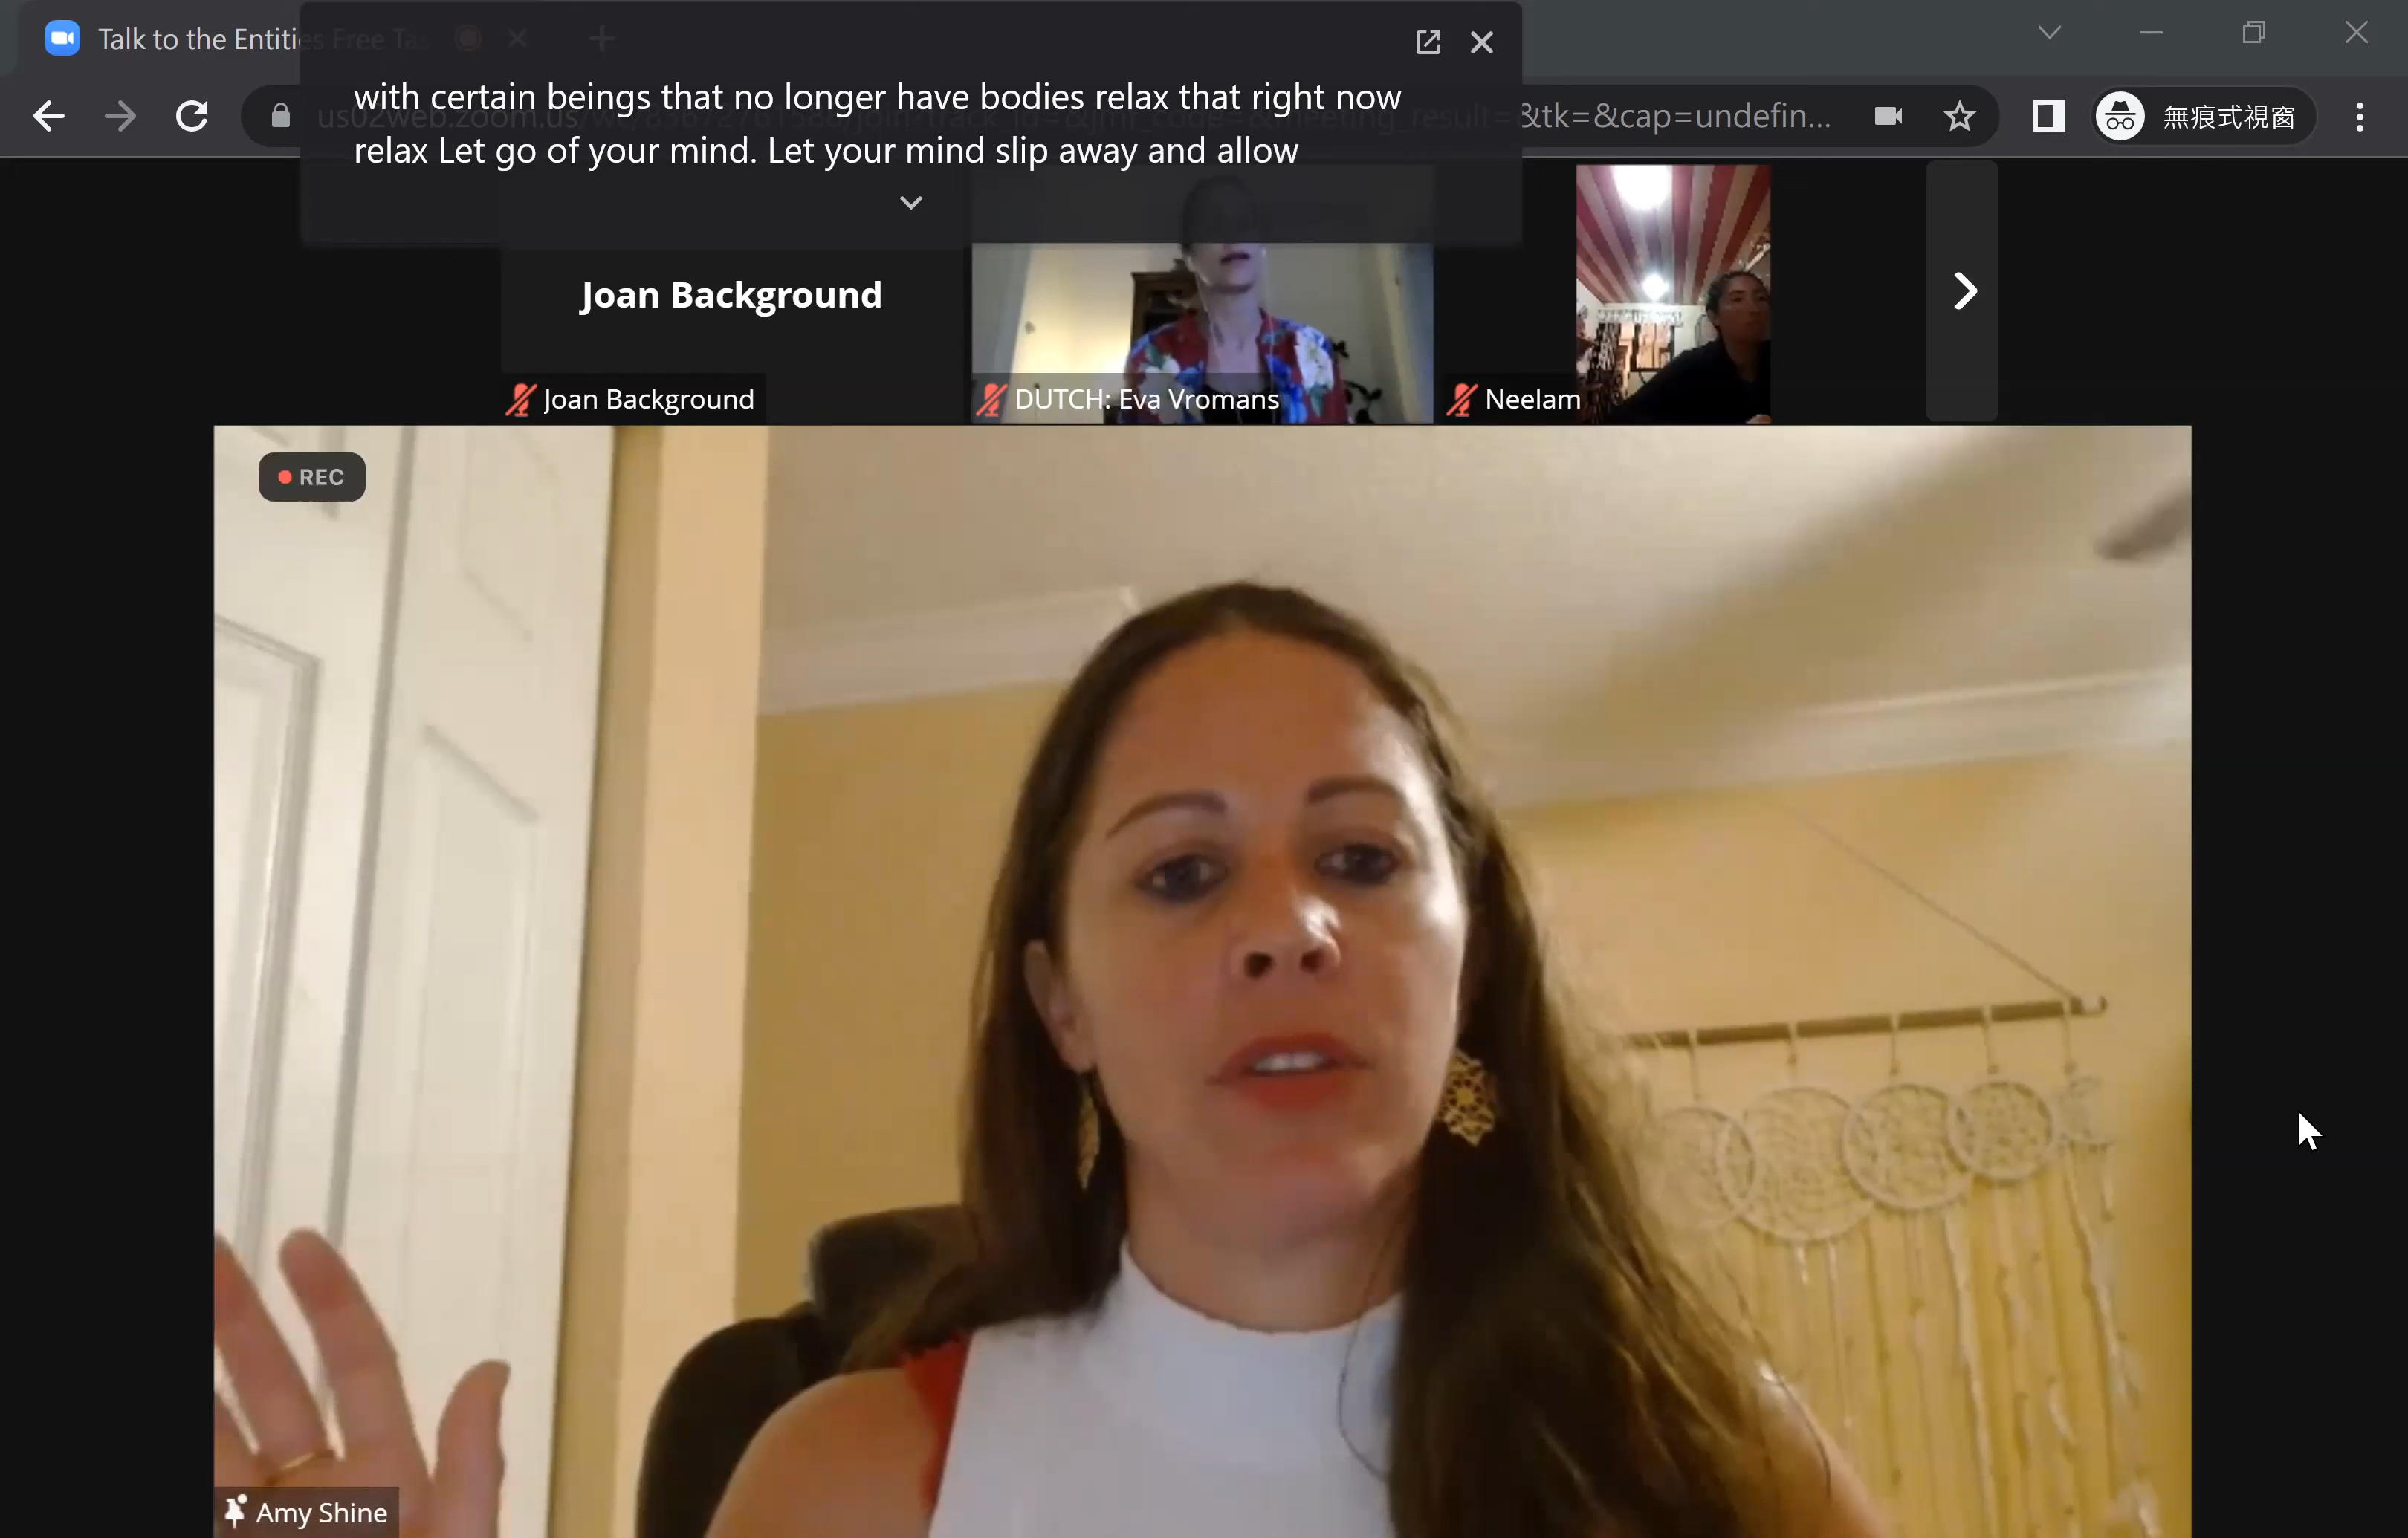 Talk to the Entitie
with certain beings that no longer have bodies relax that right now
relax Let go of your mind. Let your mind slip away and allow
&tk=&cap=undefin...
無痕式視窗
Joan Background
Joan Background
DUTCH: Eva Vromans
Neelam
REC
Amy Shine